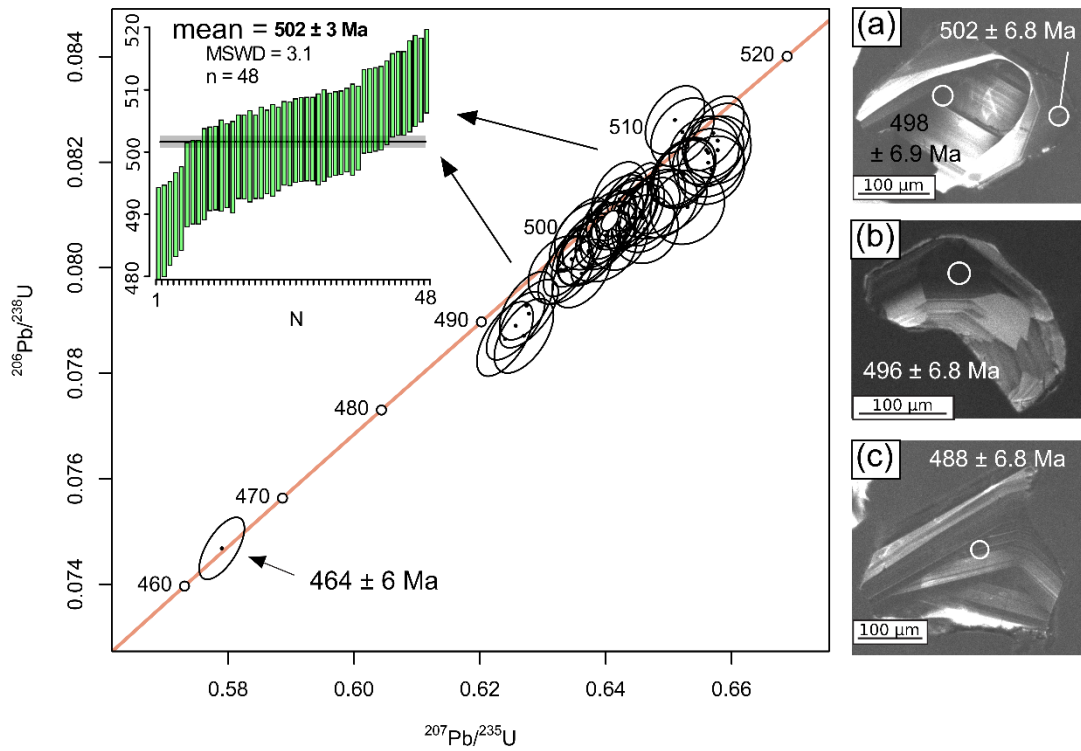 mean = 502 ± 3 Ma
MSWD = 3.1
n = 48
520
510
500
490
480
1
48
N
0.084
0.082
0.080
0.078
0.076
0.074
206Pb/238U
520
510
500
490
480
470
460
464 ± 6 Ma
0.58
0.60
0.62
0.64
0.66
207Pb/235U
(a)
502 ± 6.8 Ma
498
± 6.9 Ma
100 µm
(b)
496 ± 6.8 Ma
100 µm
(c)
488 ± 6.8 Ma
100 µm